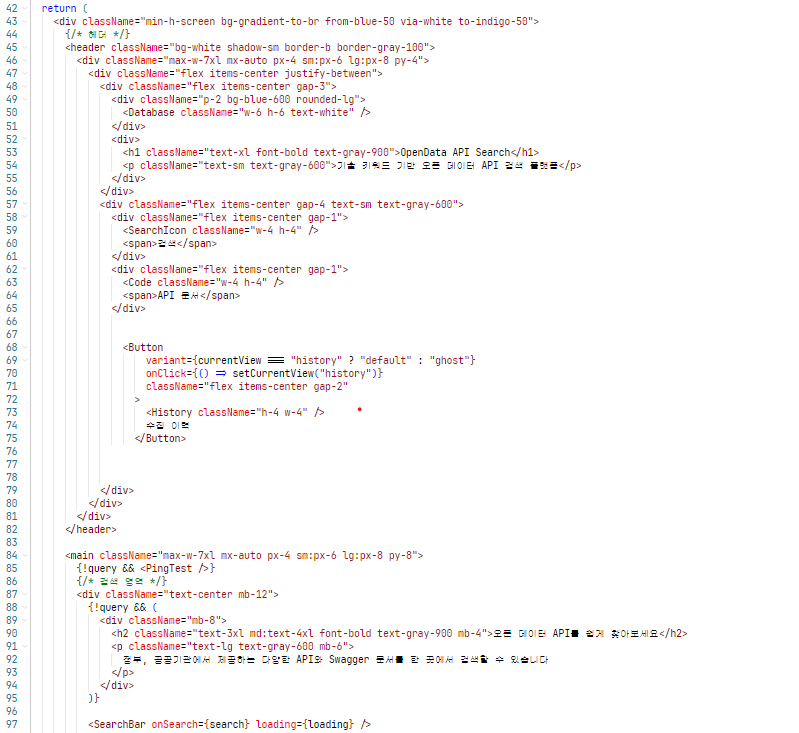 42 return (
43 <div className="min-h-screen bg-gradient-to-br from-blue-50 via-white to-indigo-50">
44 {/* 헤더 */}
45 <header className="bg-white shadow-sm border-b border-gray-100">
46 <div className="max-w-7xl mx-auto px-4 sm:px-6 lg:px-8 py-4">
47 <div className="flex items-center justify-between">
48 <div className="flex items-center gap-3">
49 <div className="p-2 bg-blue-600 rounded-lg">
50 <Database className="w-6 h-6 text-white" />
51 </div>
52 <div>
53 <h1 className="text-xl font-bold text-gray-900">OpenData API Search</h1>
54 <p className="text-sm text-gray-600">기술 키워드 기반 오픈 데이터 API 검색 플랫폼</p>
55 </div>
56 </div>
57 <div className="flex items-center gap-4 text-sm text-gray-600">
58 <div className="flex items-center gap-1">
59 <SearchIcon className="w-4 h-4" />
60 <span>검색</span>
61 </div>
62 <div className="flex items-center gap-1">
63 <Code className="w-4 h-4" />
64 <span>API 문서</span>
65 </div>
66
67
68 <Button
69 variant={currentView === "history" ? "default" : "ghost"}
70 onClick={() => setCurrentView("history")}
71 className="flex items-center gap-2"
72 >
73 <History className="h-4 w-4" />
74 수집 이력
75 </Button>
76
77
78
79 </div>
80 </div>
81 </div>
82 </header>
83
84 <main className="max-w-7xl mx-auto px-4 sm:px-6 lg:px-8 py-8">
85 {!query && <PingTest />}
86 {/* 검색 영역 */}
87 <div className="text-center mb-12">
88 {!query && (
89 <div className="mb-8">
90 <h2 className="text-3xl md:text-4xl font-bold text-gray-900 mb-4">오픈 데이터 API를 쉽게 찾아보세요</h2>
91 <p className="text-lg text-gray-600 mb-6">
92 정부, 공공기관에서 제공하는 다양한 API와 Swagger 문서를 한 곳에서 검색할 수 있습니다
93 </p>
94 </div>
95 )}
96
97 <SearchBar onSearch={search} loading={loading} />